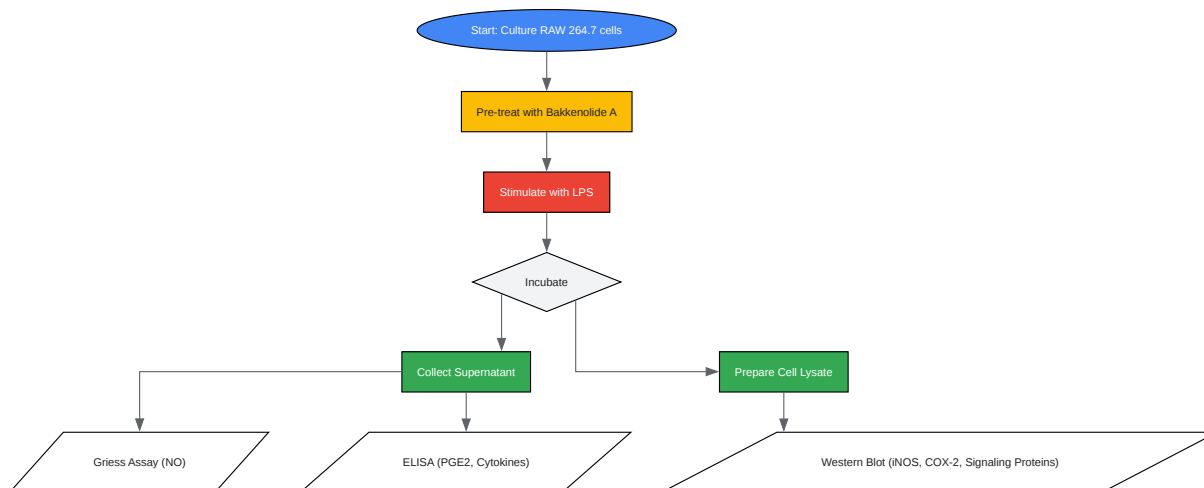 Start: Culture RAW 264.7 cells
Pre-treat with Bakkenolide A
Stimulate with LPS
Incubate
Collect Supernatant
Prepare Cell Lysate
Griess Assay (NO)
ELISA (PGE2, Cytokines)
Western Blot (iNOS, COX-2, Signaling Proteins)